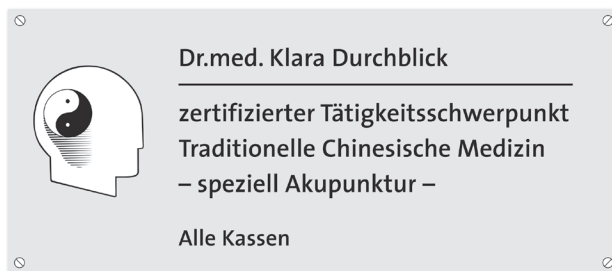 Dr.med. Klara Durchblick
zertifizierter Tätigkeitsschwerpunkt
Traditionelle Chinesische Medizin
– speziell Akupunktur –
Alle Kassen